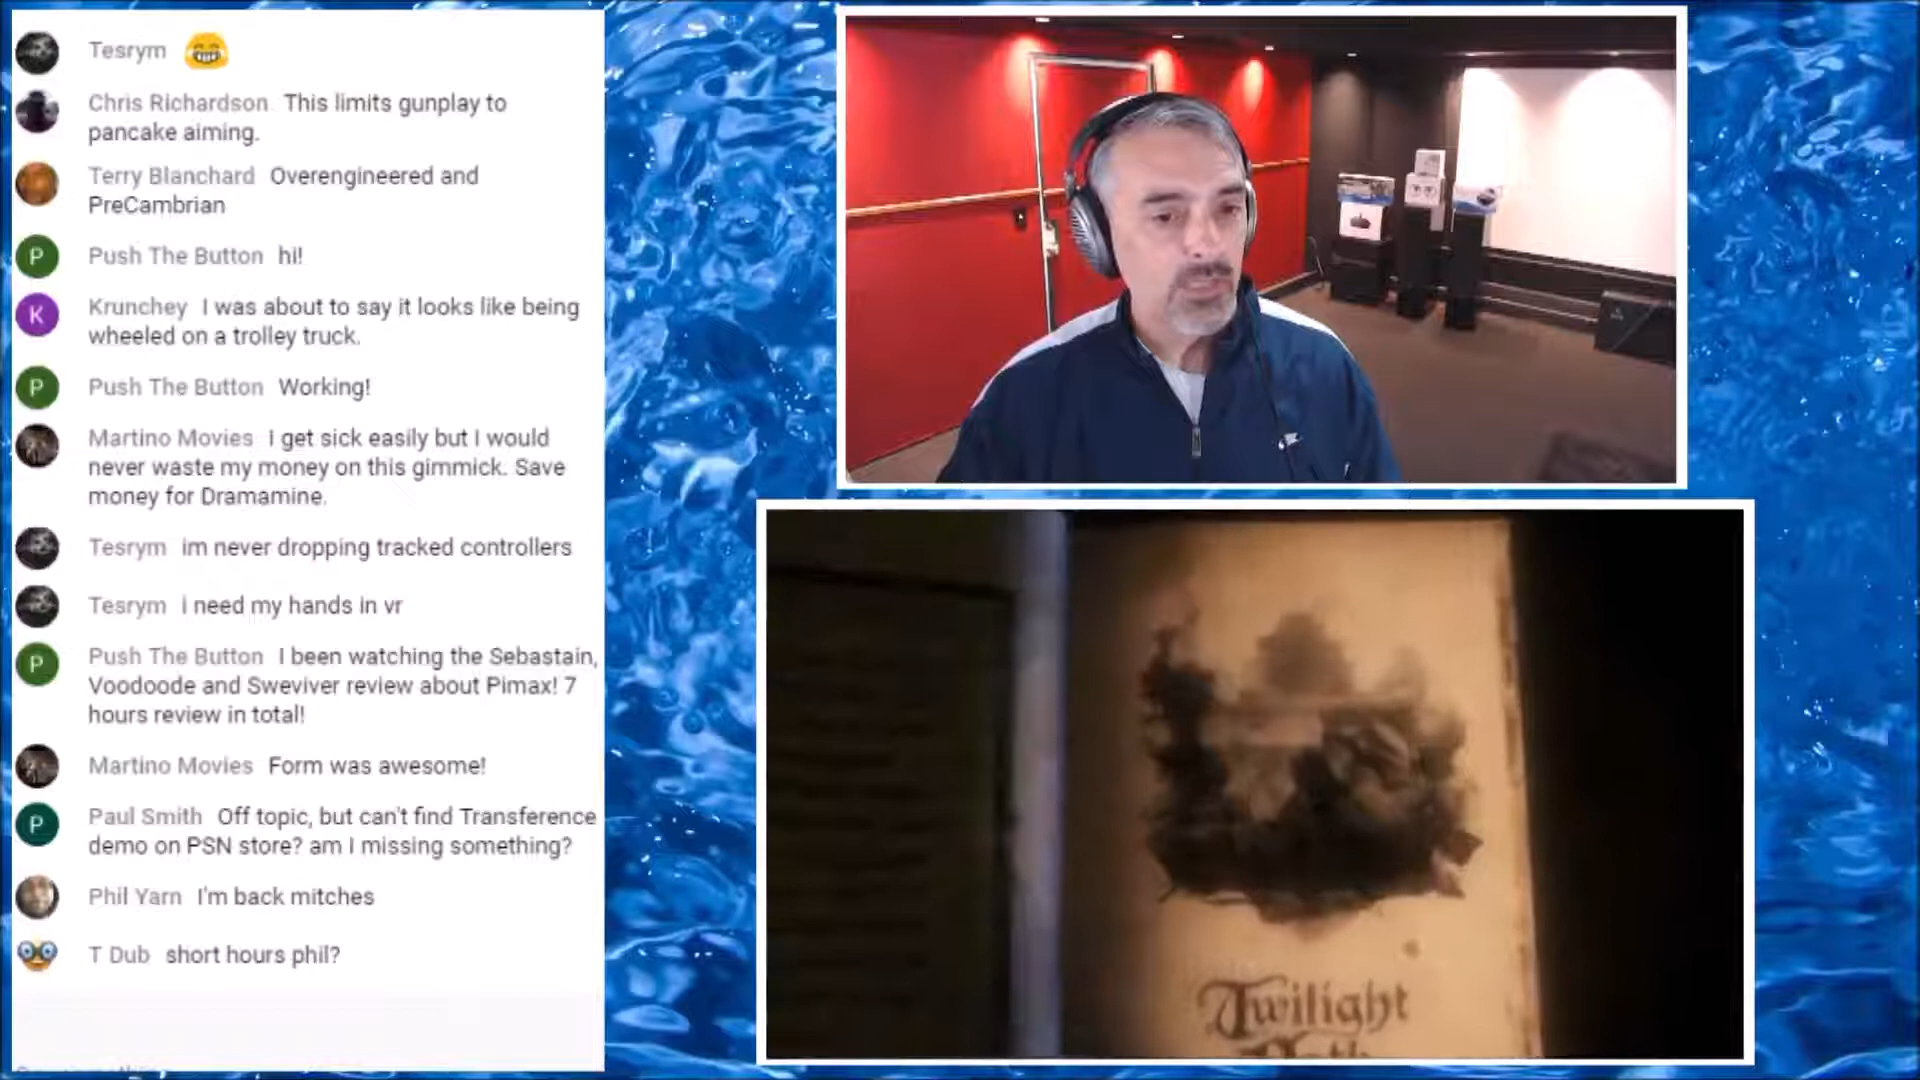 Tesrym 😂
Chris Richardson This limits gunplay to
pancake aiming.
Terry Blanchard Overengineered and
PreCambrian
P Push The Button hi!
K Krunchey I was about to say it looks like being
wheeled on a trolley truck.
P Push The Button Working!
Martino Movies I get sick easily but I would
never waste my money on this gimmick. Save
money for Dramamine.
Tesrym im never dropping tracked controllers
Tesrym i need my hands in vr
P Push The Button I been watching the Sebastain,
Voodoode and Sweviver review about Pimax! 7
hours review in total!
Martino Movies Form was awesome!
P Paul Smith Off topic, but can't find Transference
demo on PSN store? am I missing something?
Phil Yarn I'm back mitches
T Dub short hours phil?
Twilight